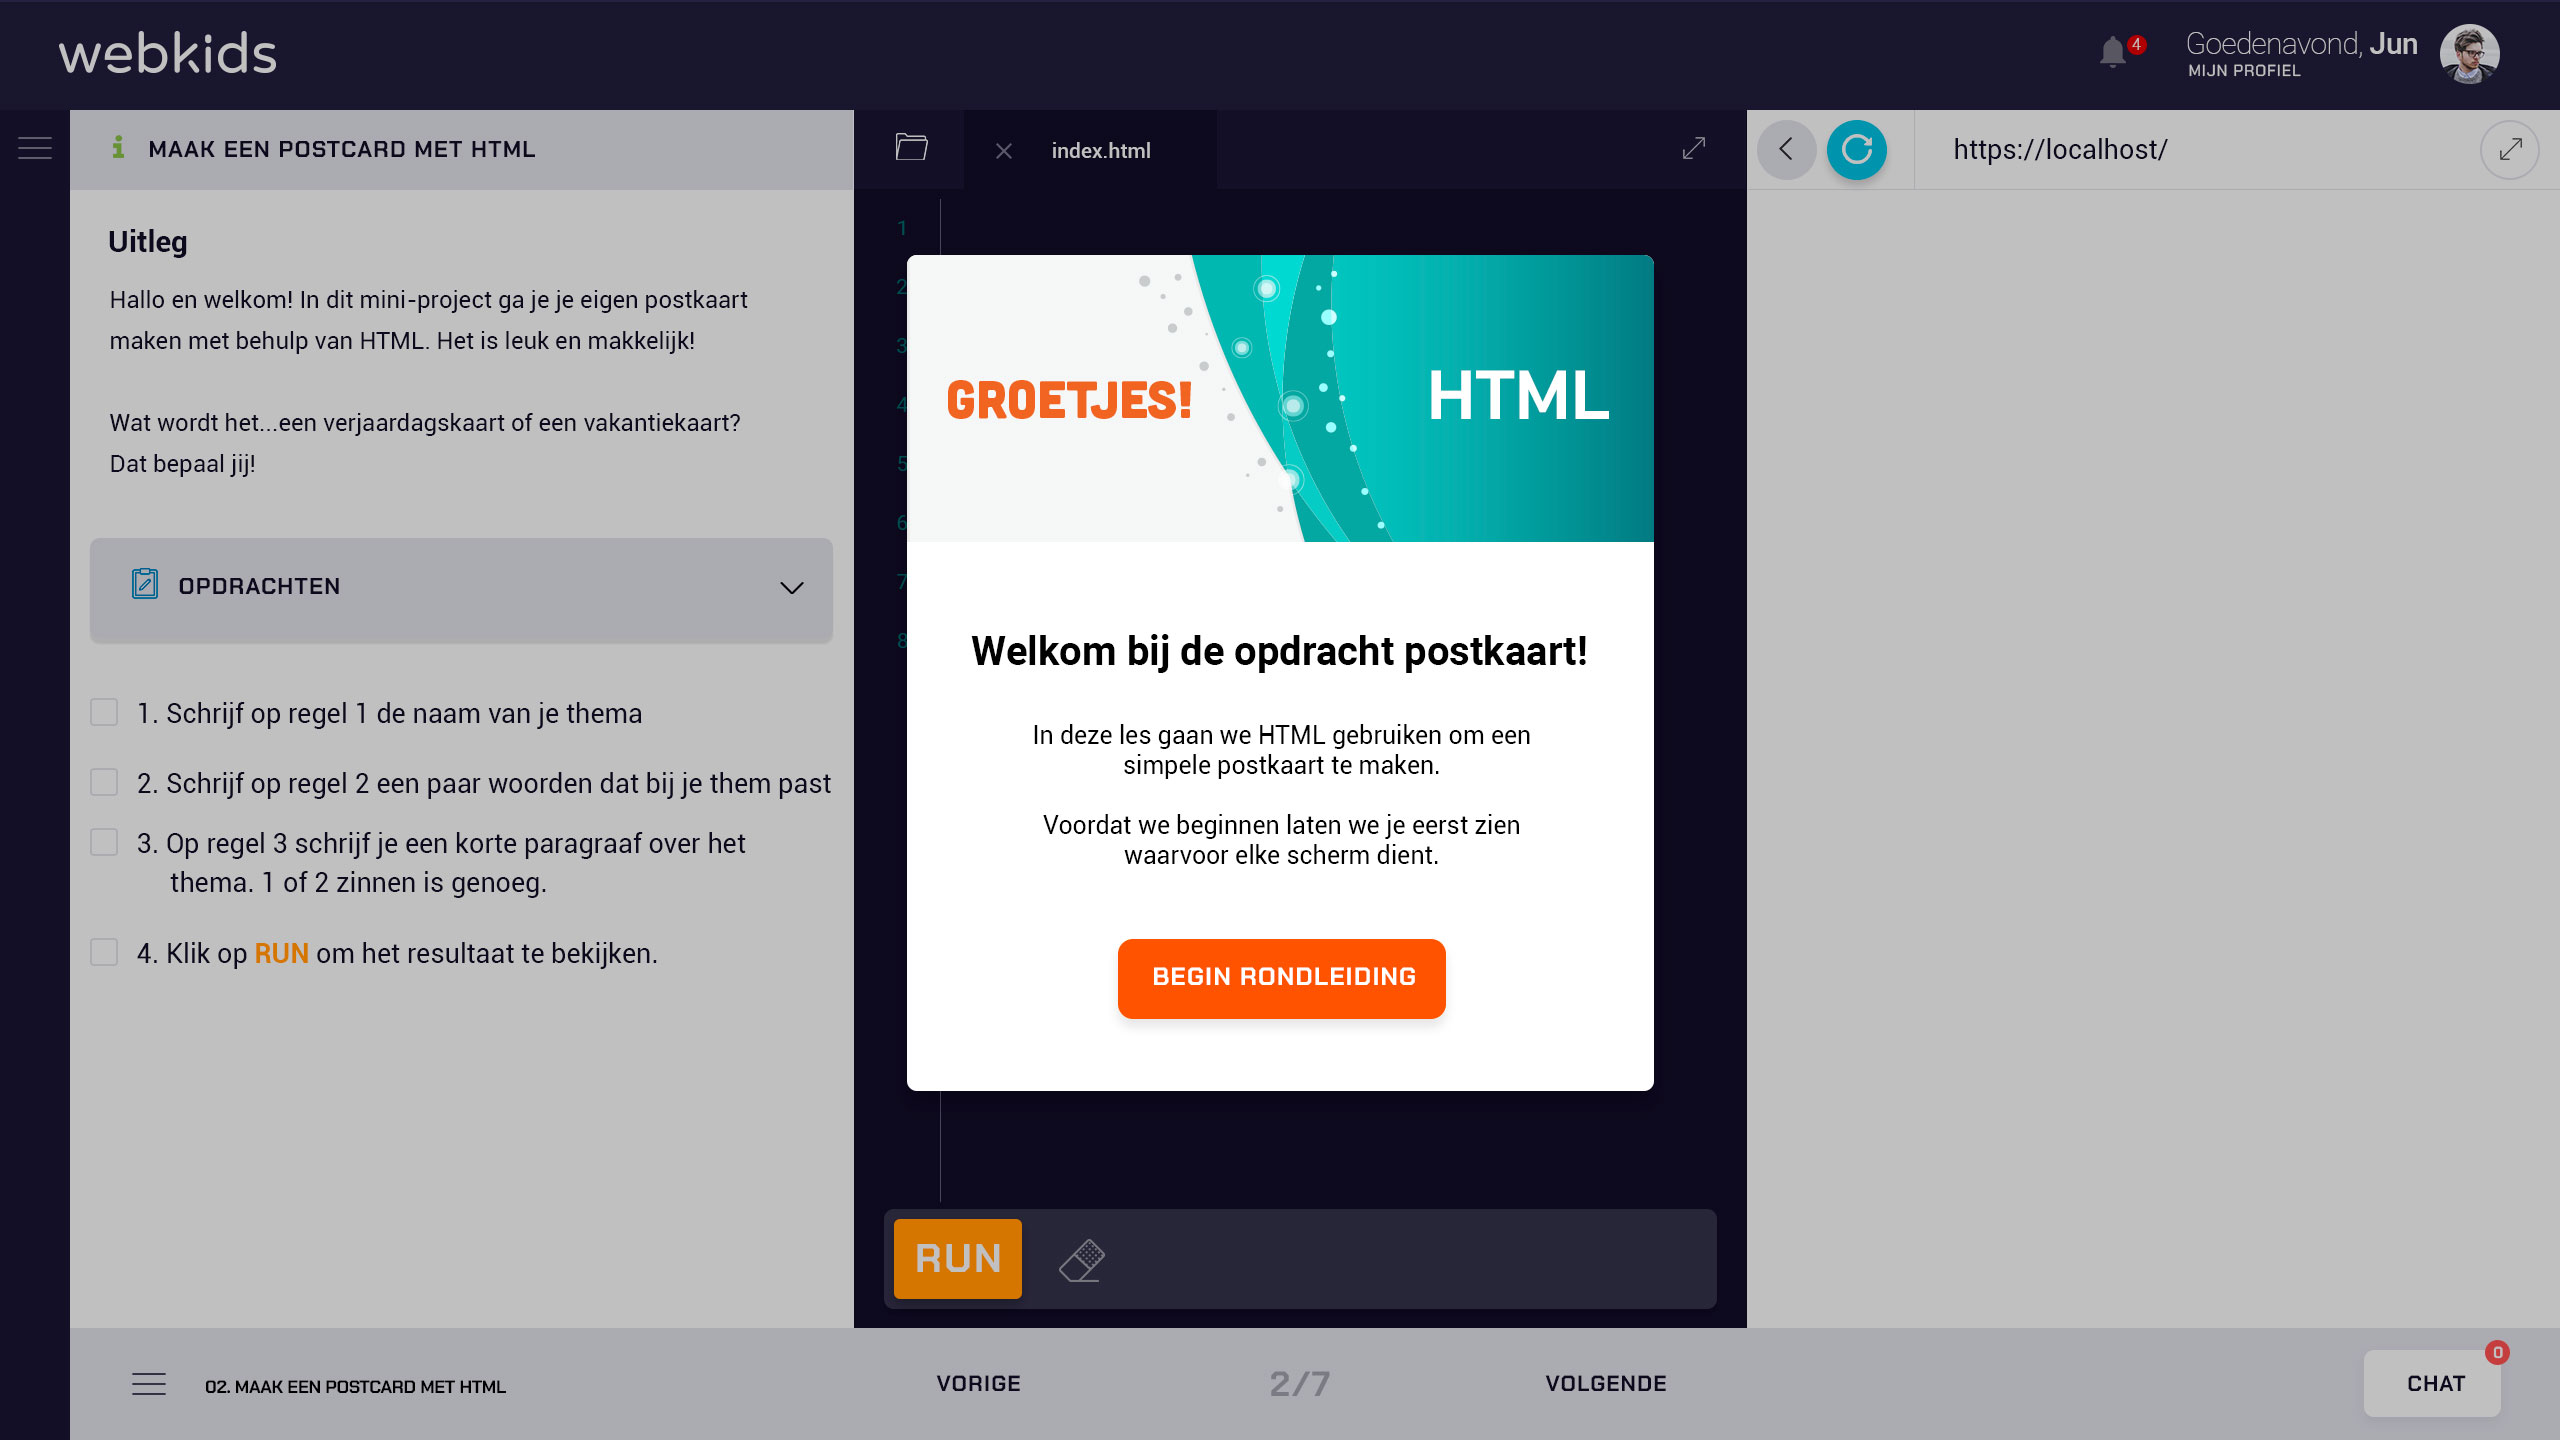 webkids
4
Goedenavond, Jun
MIJN PROFIEL
MAAK EEN POSTCARD MET HTML
index.html
https://localhost/
Uitleg
Hallo en welkom! In dit mini-project ga je je eigen postkaart
maken met behulp van HTML. Het is leuk en makkelijk!
Wat wordt het...een verjaardagskaart of een vakantiekaart?
Dat bepaal jij!
OPDRACHTEN
1. Schrijf op regel 1 de naam van je thema
2. Schrijf op regel 2 een paar woorden dat bij je them past
3. Op regel 3 schrijf je een korte paragraaf over het
thema. 1 of 2 zinnen is genoeg.
4. Klik op RUN om het resultaat te bekijken.
1
2
3
4
5
6
7
8
GROETJES!
HTML
Welkom bij de opdracht postkaart!
In deze les gaan we HTML gebruiken om een
simpele postkaart te maken.
Voordat we beginnen laten we je eerst zien
waarvoor elke scherm dient.
BEGIN RONDLEIDING
RUN
02. MAAK EEN POSTCARD MET HTML
VORIGE
2/7
VOLGENDE
CHAT
0